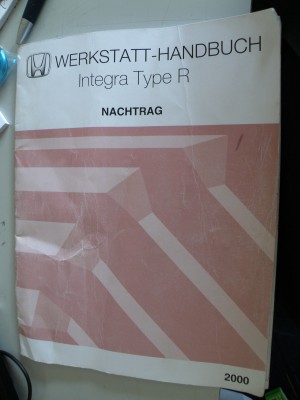 WERKSTATT-HANDBUCH
Integra Type R
NACHTRAG
2000